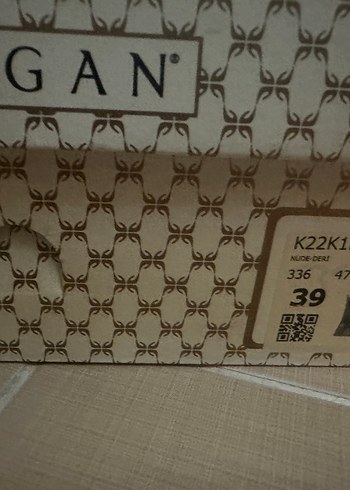 GAN®
K22K1
NUDE-DERİ
336 47
39